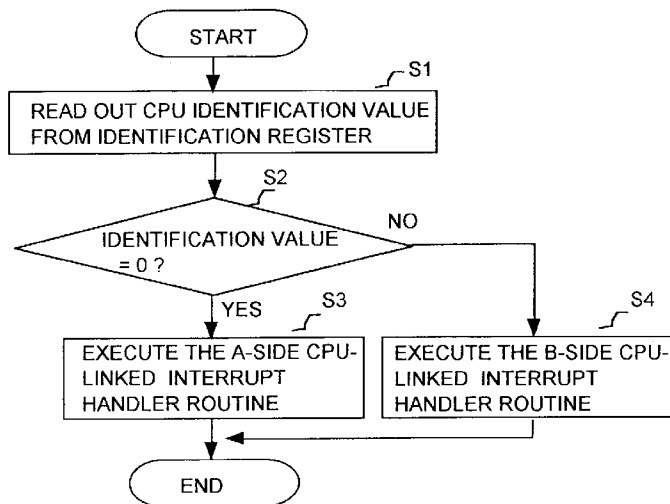 START
S1
READ OUT CPU IDENTIFICATION VALUE
FROM IDENTIFICATION REGISTER
S2
IDENTIFICATION VALUE
= 0 ?
NO
YES
S3
EXECUTE THE A-SIDE CPU-
LINKED INTERRUPT
HANDLER ROUTINE
S4
EXECUTE THE B-SIDE CPU-
LINKED INTERRUPT
HANDLER ROUTINE
END